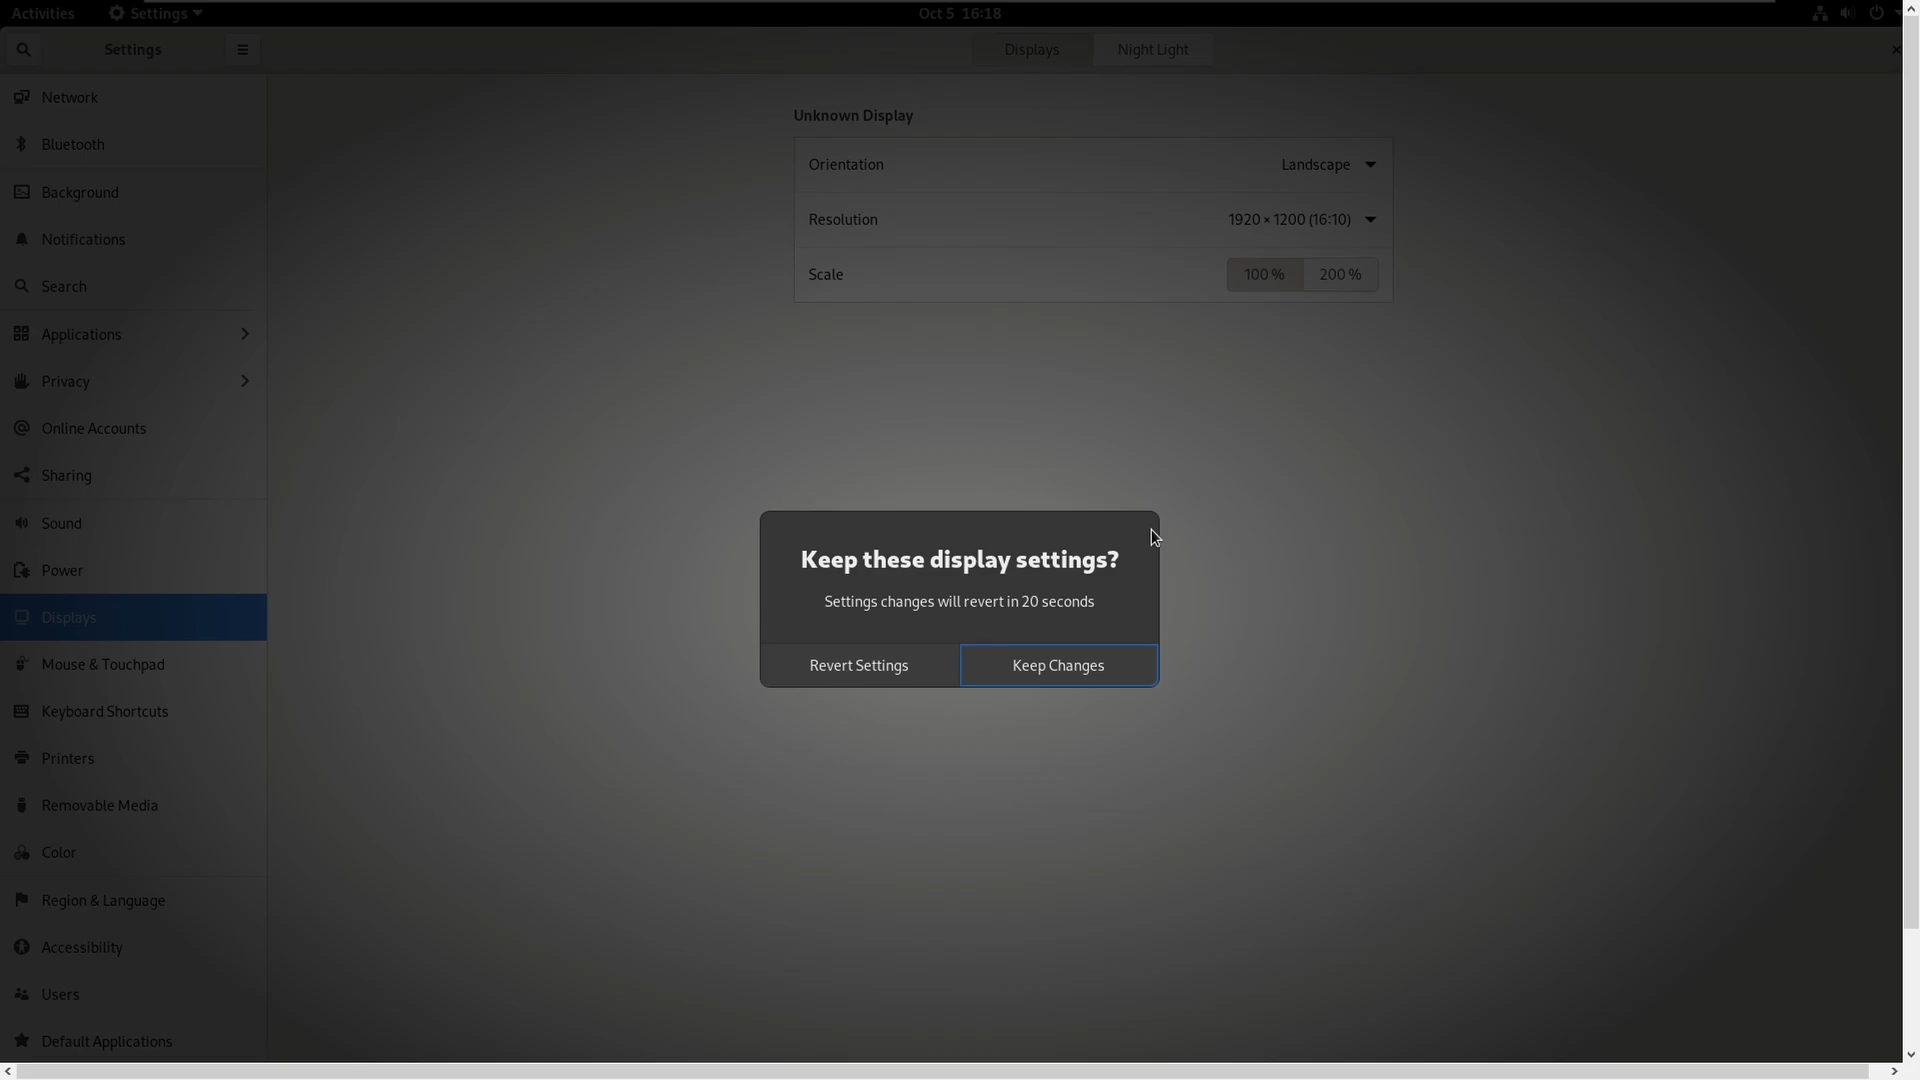 Activities Settings Oct 5 16:18
Settings Displays Night Light
Network
Bluetooth
Background
Notifications
Search
Applications
Privacy
Online Accounts
Sharing
Sound
Power
Displays
Mouse & Touchpad
Keyboard Shortcuts
Printers
Removable Media
Color
Region & Language
Accessibility
Users
Default Applications
Unknown Display
Orientation Landscape
Resolution 1920 × 1200 (16:10)
Scale 100 % 200 %
Keep these display settings?
Settings changes will revert in 20 seconds
Revert Settings Keep Changes